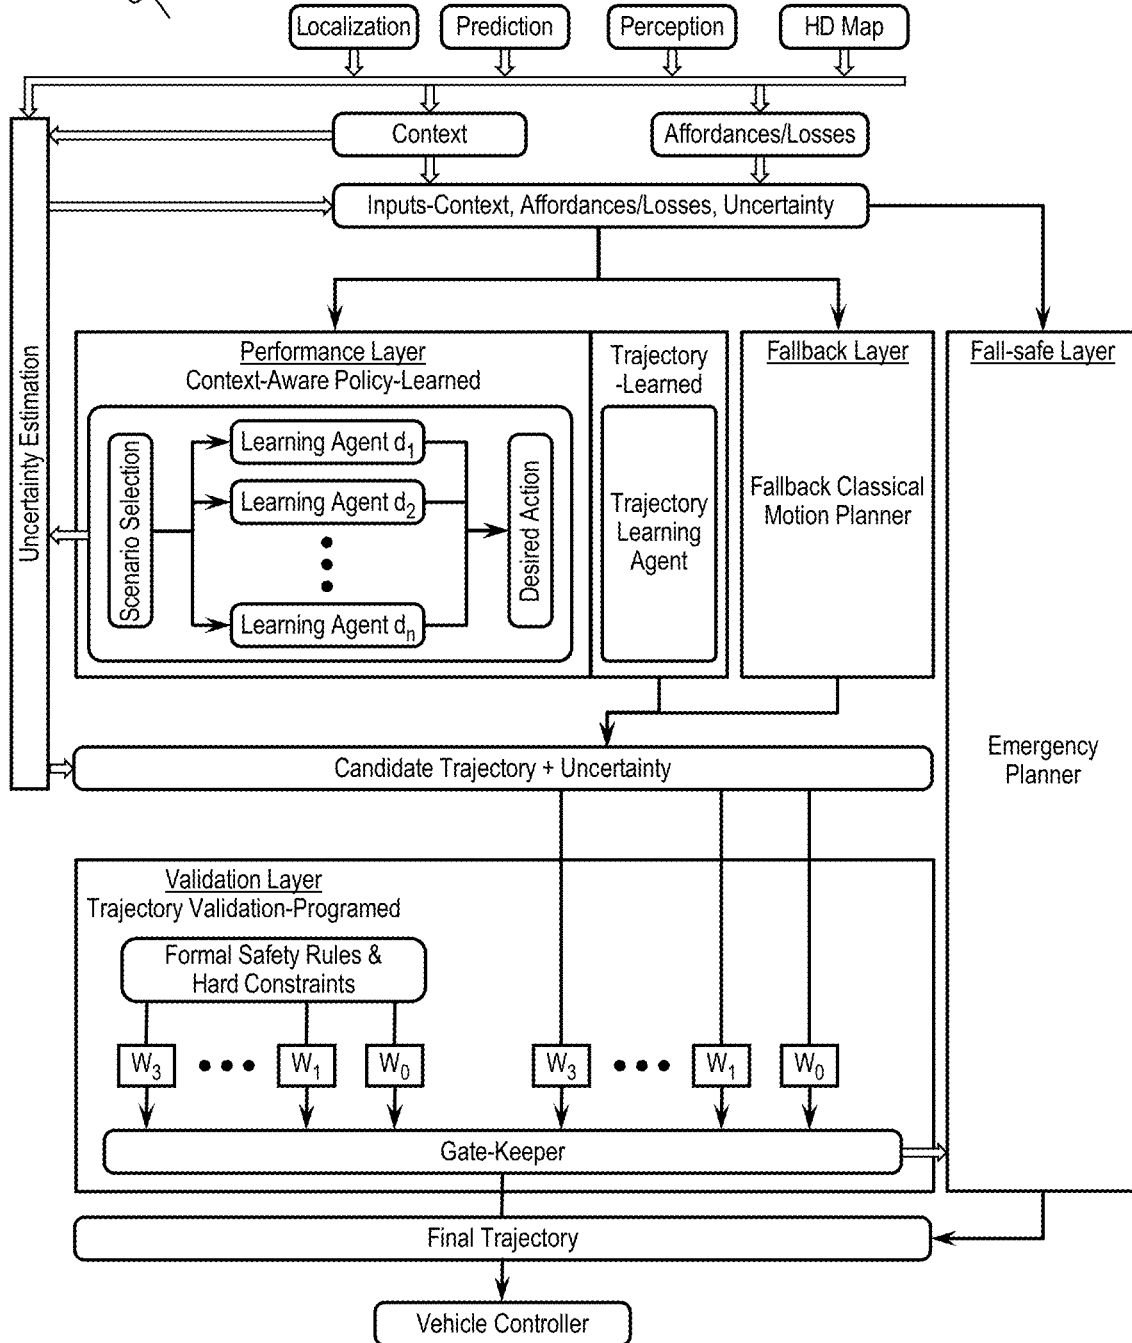 Localization
Prediction
Perception
HD Map
Context
Affordances/Losses
Inputs-Context, Affordances/Losses, Uncertainty
Uncertainty Estimation
Performance Layer
Context-Aware Policy-Learned
Scenario Selection
Learning Agent d1
Learning Agent d2
Learning Agent dn
Desired Action
Trajectory
-Learned
Trajectory
Learning
Agent
Fallback Layer
Fallback Classical
Motion Planner
Fall-safe Layer
Emergency
Planner
Candidate Trajectory + Uncertainty
Validation Layer
Trajectory Validation-Programed
Formal Safety Rules &
Hard Constraints
W3
W1
W0
W3
W1
W0
Gate-Keeper
Final Trajectory
Vehicle Controller